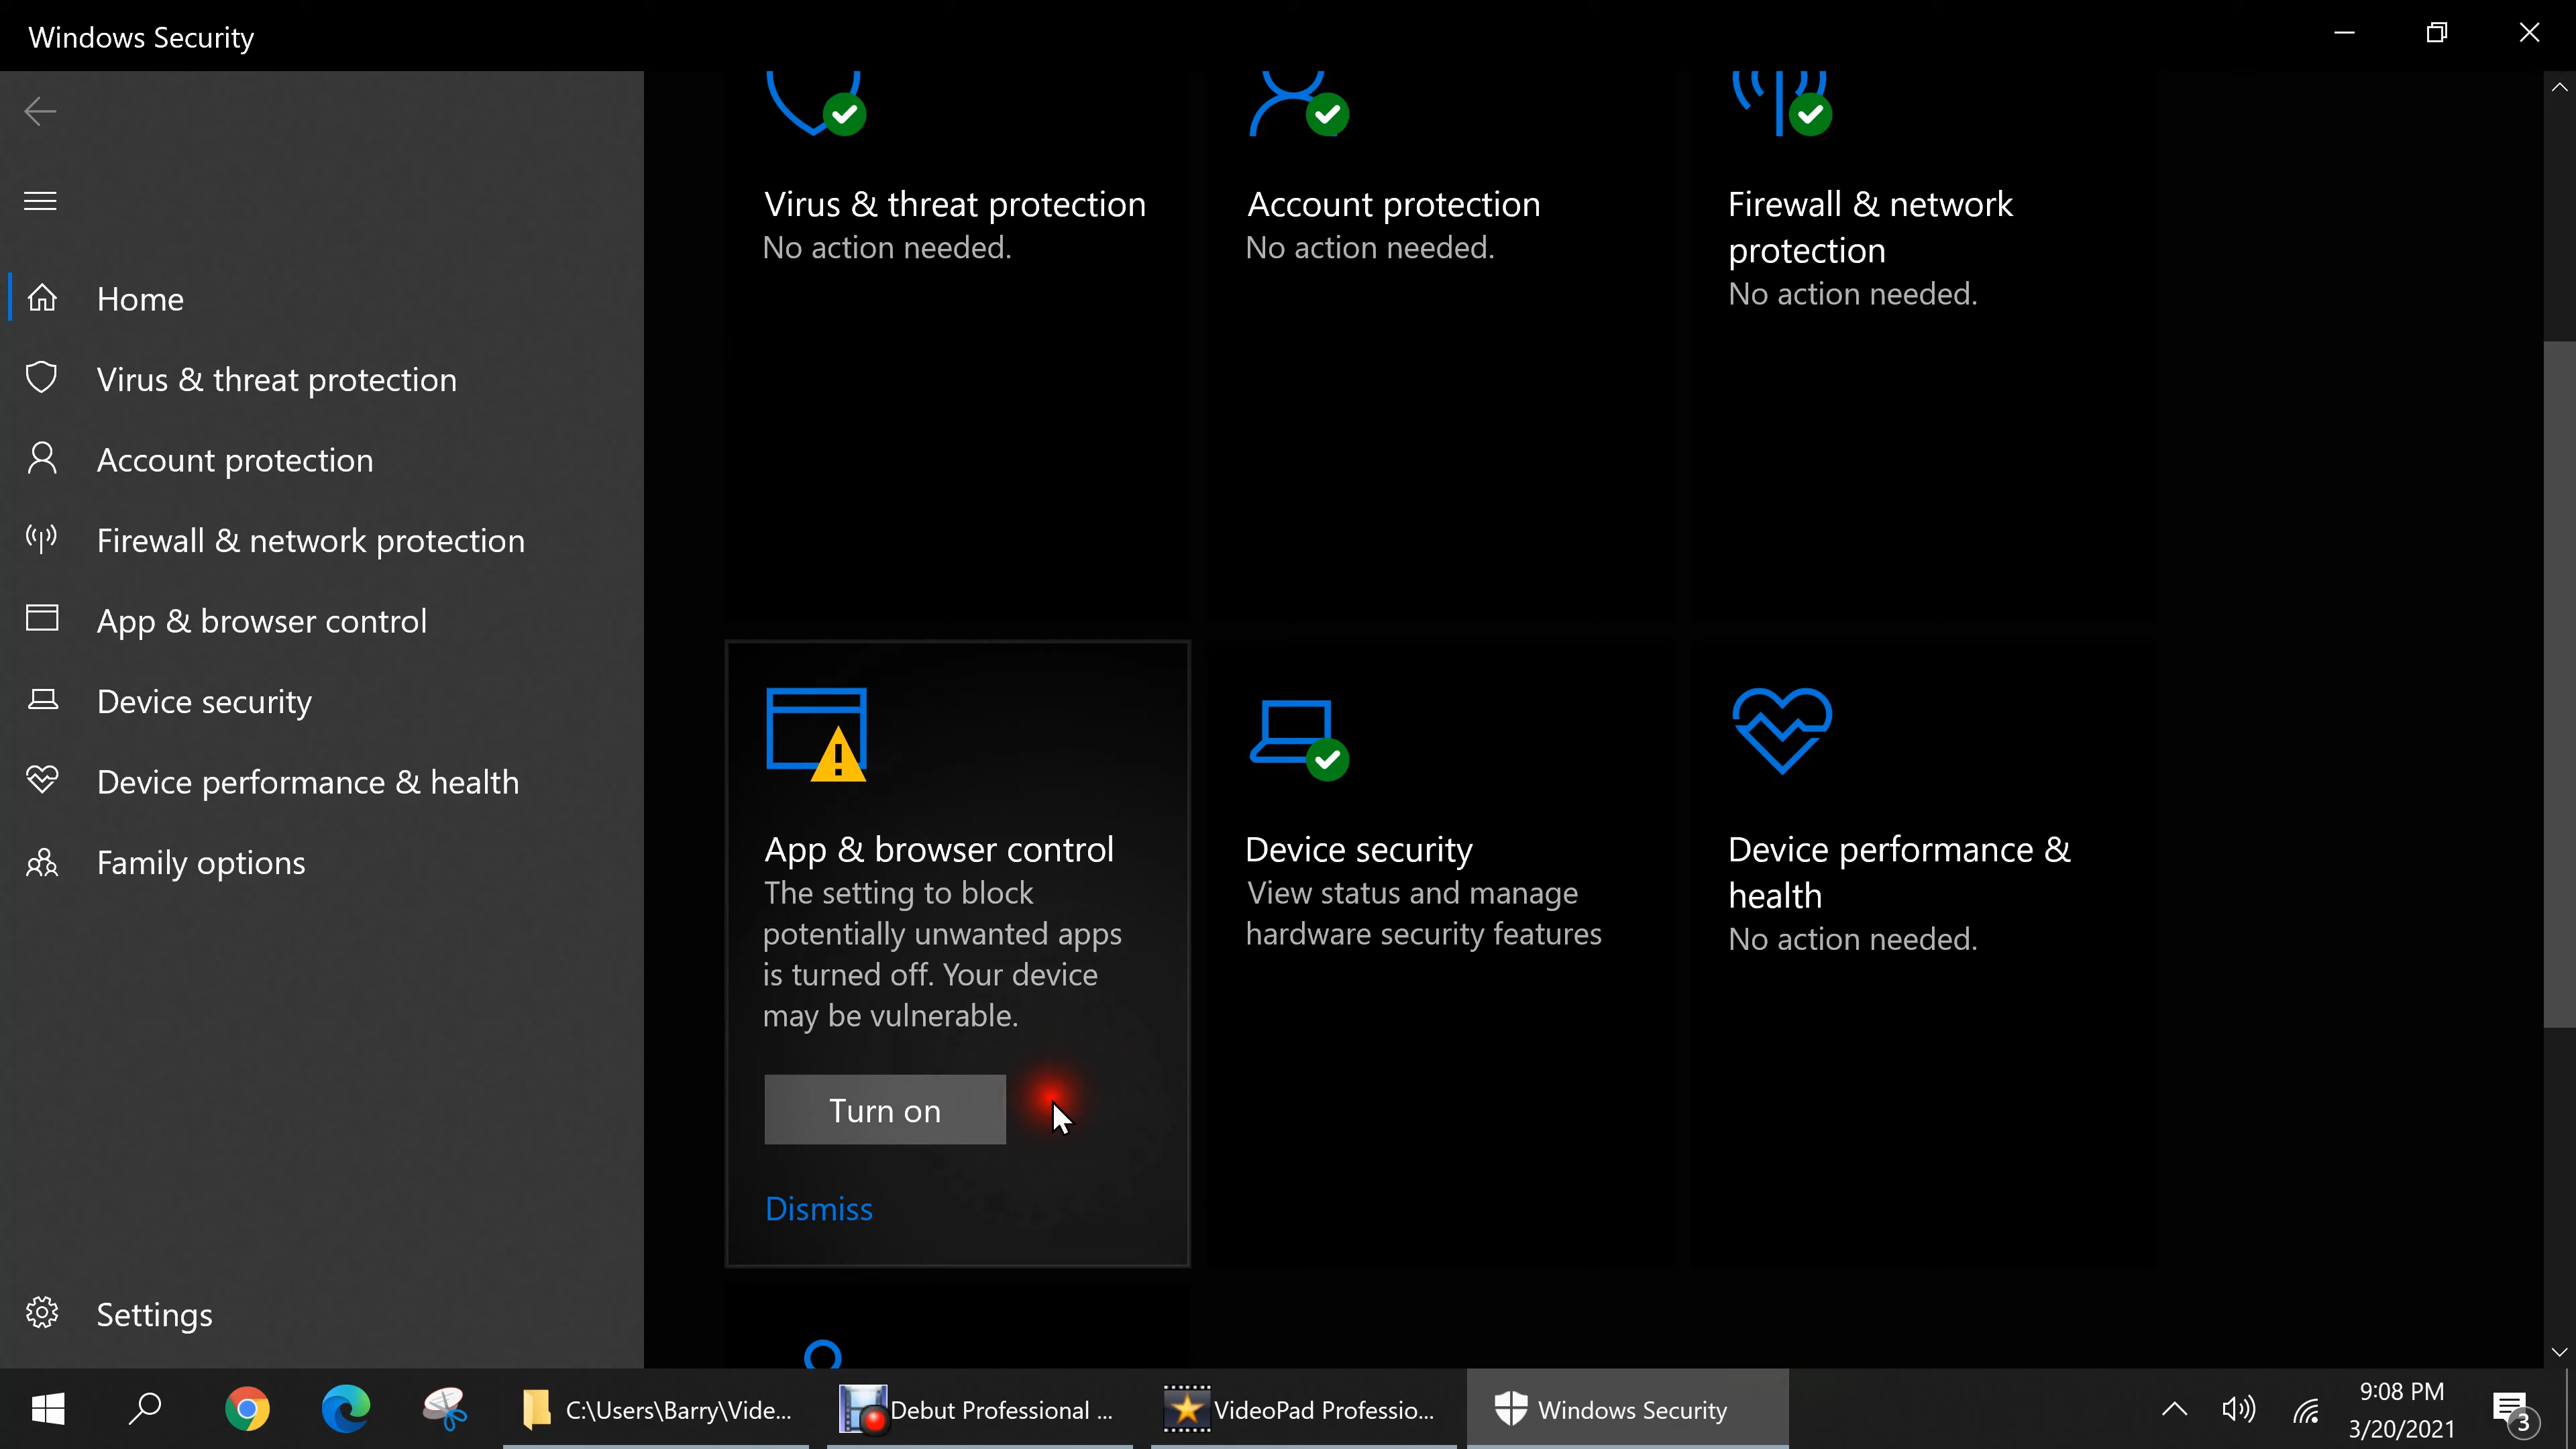 Windows Security
Home
Virus & threat protection
Account protection
Firewall & network protection
App & browser control
Device security
Device performance & health
Family options
Settings
Virus & threat protection
No action needed.
Account protection
No action needed.
Firewall & network
protection
No action needed.
App & browser control
The setting to block
potentially unwanted apps
is turned off. Your device
may be vulnerable.
Turn on
Dismiss
Device security
View status and manage
hardware security features
Device performance &
health
No action needed.
C:\Users\Barry\Vide...
Debut Professional ...
VideoPad Professio...
Windows Security
9:08 PM
3/20/2021
3